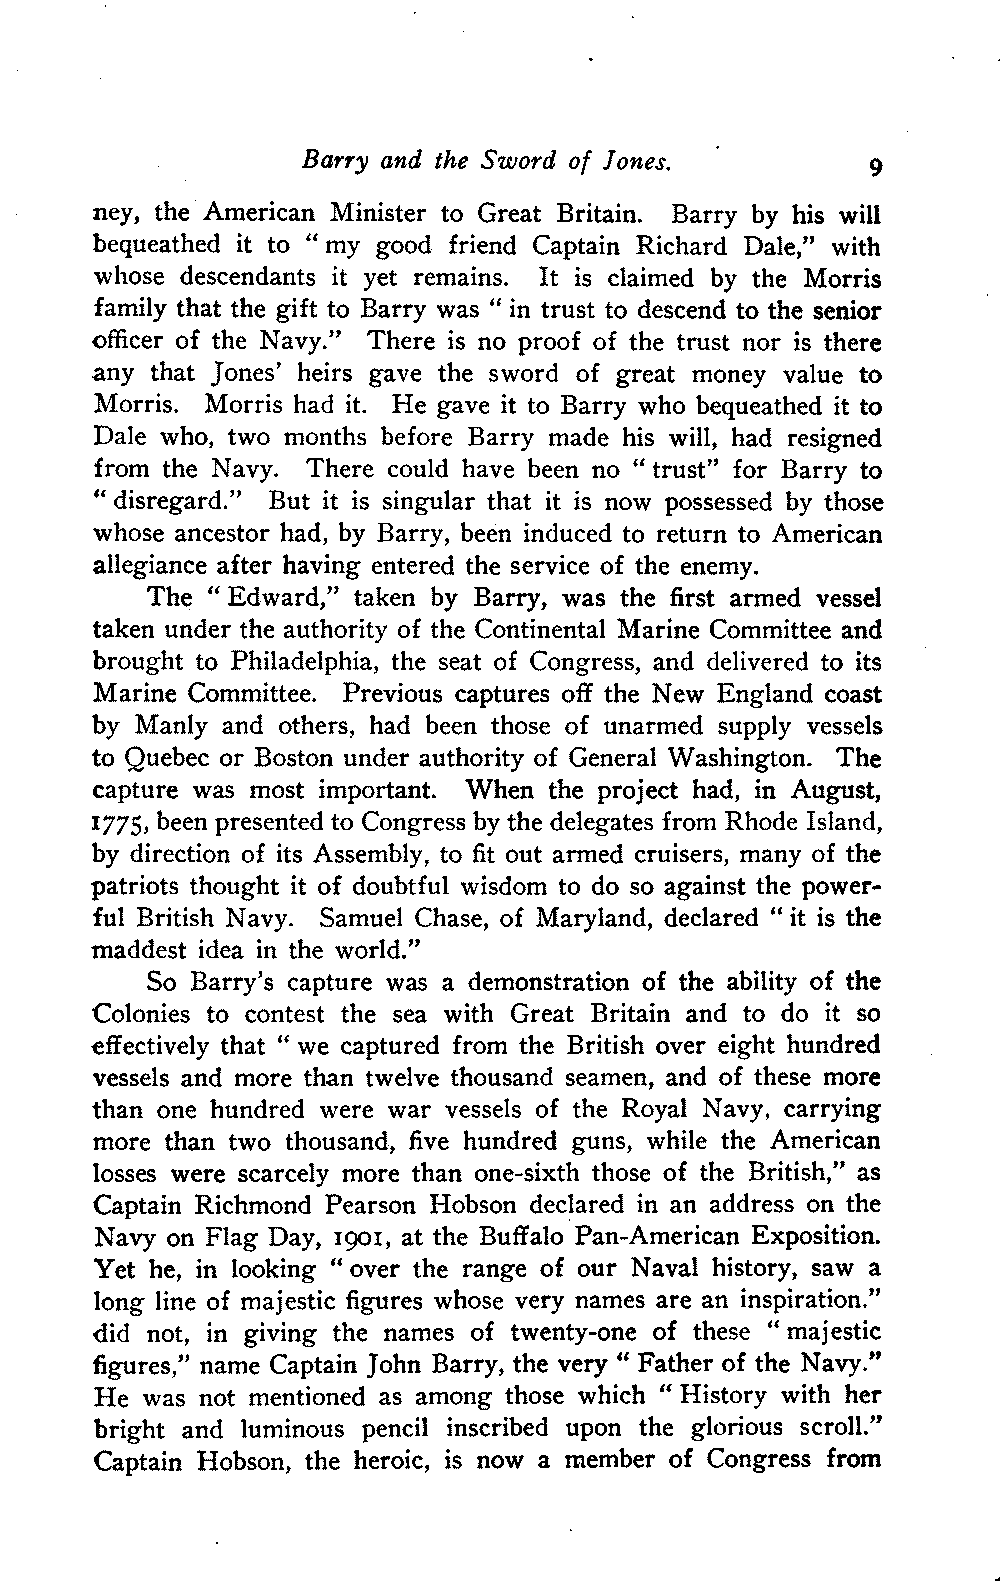 Barry and the Sword of Jones. 9
ney, the American Minister to Great Britain. Barry by his will
bequeathed it to “ my good friend Captain Richard Dale,” with
whose descendants it yet remains. It is claimed by the Morris
family that the gift to Barry was “ in trust to descend to the senior
officer of the Navy.” There is no proof of the trust nor is there
any that Jones’ heirs gave the sword of great money value to
Morris. Morris had it. He gave it to Barry who bequeathed it to
Dale who, two months before Barry made his will, had resigned
from the Navy. There could have been no “ trust” for Barry to
“ disregard.” But it is singular that it is now possessed by those
whose ancestor had, by Barry, been induced to return to American
allegiance after having entered the service of the enemy.
The “ Edward,” taken by Barry, was the first armed vessel
taken under the authority of the Continental Marine Committee and
brought to Philadelphia, the seat of Congress, and delivered to its
Marine Committee. Previous captures off the New England coast
by Manly and others, had been those of unarmed supply vessels
to Quebec or Boston under authority of General Washington. The
capture was most important. When the project had, in August,
1775, been presented to Congress by the delegates from Rhode Island,
by direction of its Assembly, to fit out armed cruisers, many of the
patriots thought it of doubtful wisdom to do so against the power-
ful British Navy. Samuel Chase, of Maryland, declared “ it is the
maddest idea in the world.”
So Barry’s capture was a demonstration of the ability of the
Colonies to contest the sea with Great Britain and to do it so
effectively that “ we captured from the British over eight hundred
vessels and more than twelve thousand seamen, and of these more
than one hundred were war vessels of the Royal Navy, carrying
more than two thousand, five hundred guns, while the American
losses were scarcely more than one-sixth those of the British,” as
Captain Richmond Pearson Hobson declared in an address on the
Navy on Flag Day, 1901, at the Buffalo Pan-American Exposition.
Yet he, in looking “ over the range of our Naval history, saw a
long line of majestic figures whose very names are an inspiration.”
did not, in giving the names of twenty-one of these “ majestic
figures,” name Captain John Barry, the very “ Father of the Navy.”
He was not mentioned as among those which “ History with her
bright and luminous pencil inscribed upon the glorious scroll.”
Captain Hobson, the heroic, is now a member of Congress from